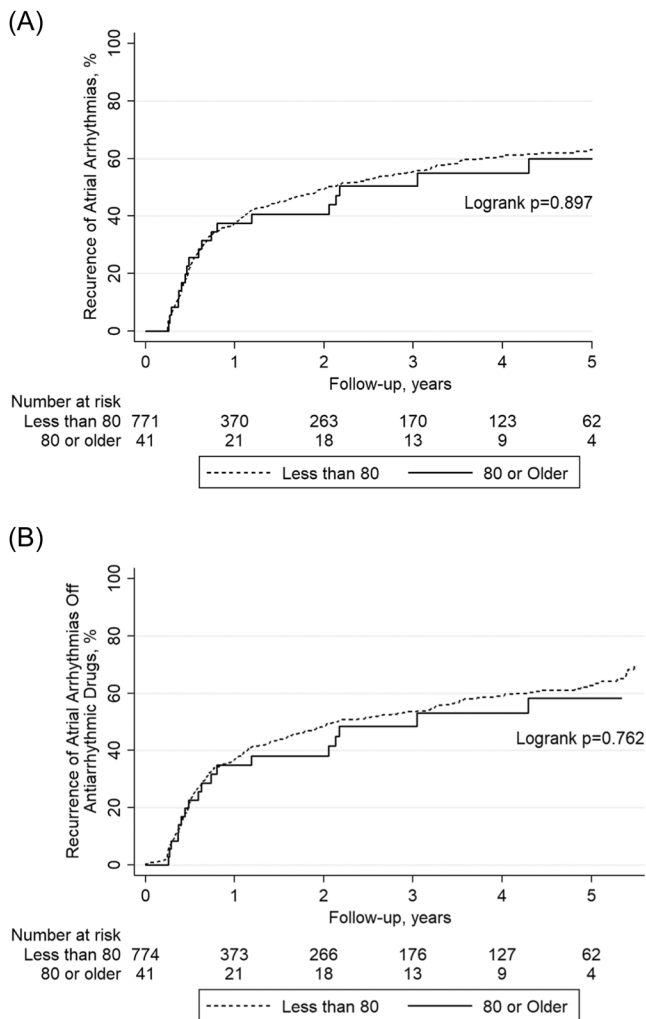 (A)
Recurence of Atrial Arrhythmias, %
100
80
60
40
20
0
Logrank p=0.897
0 1 2 3 4 5
Follow-up, years
Number at risk
Less than 80 771 370 263 170 123 62
80 or older 41 21 18 13 9 4
Less than 80 80 or Older
(B)
Recurrence of Atrial Arrhythmias Off
Antiarrhythmic Drugs, %
100
80
60
40
20
0
Logrank p=0.762
0 1 2 3 4 5
Follow-up, years
Number at risk
Less than 80 774 373 266 176 127 62
80 or older 41 21 18 13 9 4
Less than 80 80 or Older